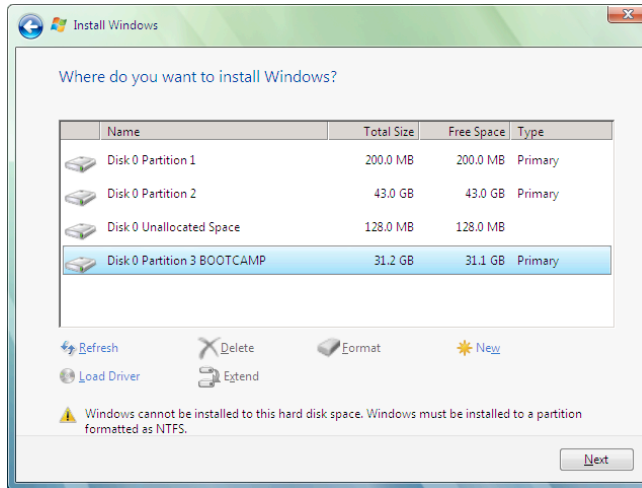 Install Windows
Where do you want to install Windows?
Name Total Size Free Space Type
Disk 0 Partition 1 200.0 MB 200.0 MB Primary
Disk 0 Partition 2 43.0 GB 43.0 GB Primary
Disk 0 Unallocated Space 128.0 MB 128.0 MB
Disk 0 Partition 3 BOOTCAMP 31.2 GB 31.1 GB Primary
Refresh Delete Format New
Load Driver Extend
Windows cannot be installed to this hard disk space. Windows must be installed to a partition
formatted as NTFS.
Next